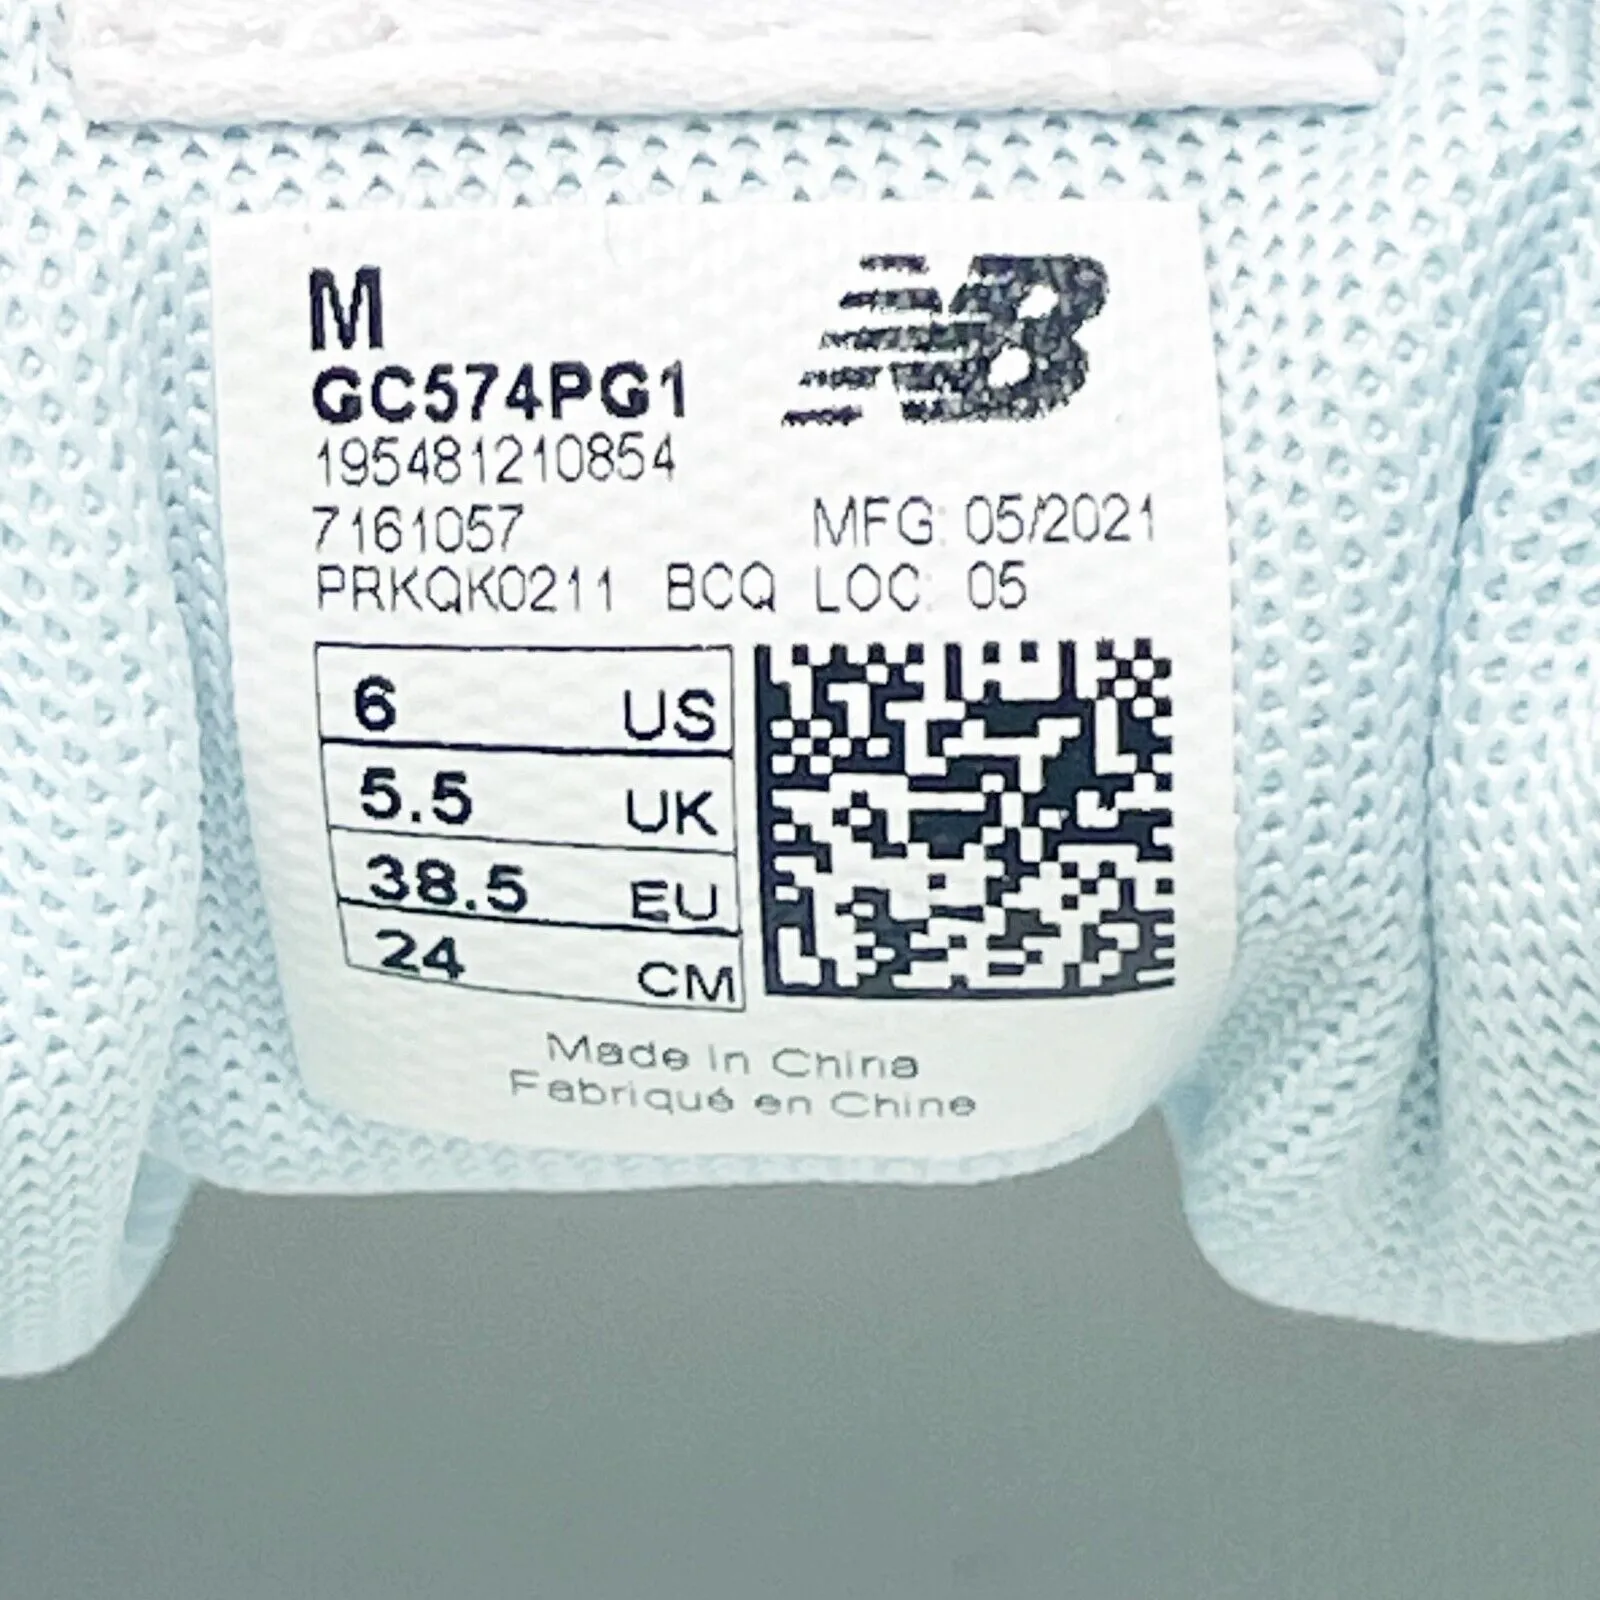 M
NB
GC574PG1
195481210854
7161057 MFG: 05/2021
PRKQK0211 BCQ LOC: 05
6 US
5.5 UK
38.5 EU
24 CM
Made in China
Fabriqué en Chine